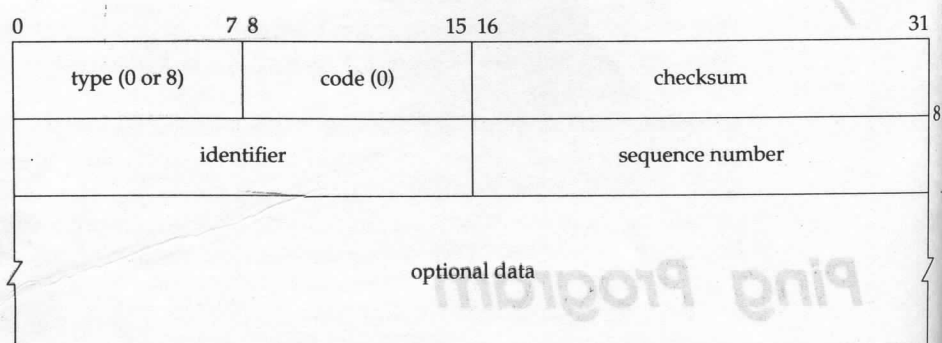 0 7 8 15 16 31
type (0 or 8) code (0) checksum
8
identifier sequence number
optional data
Ping Program